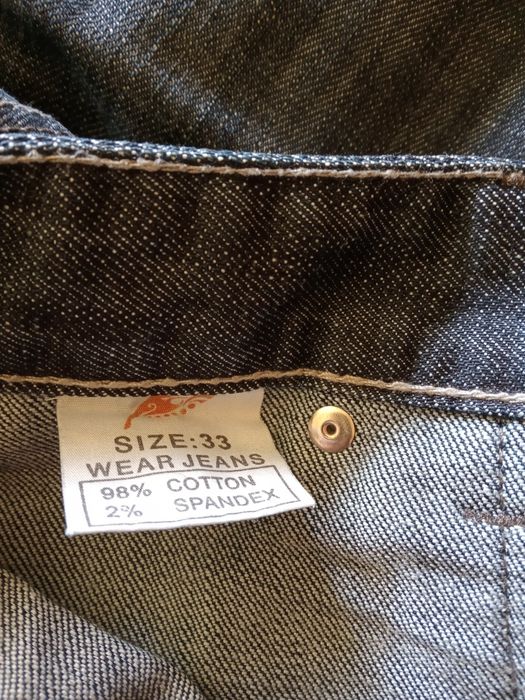 SIZE:33
WEAR JEANS
98% COTTON
2% SPANDEX